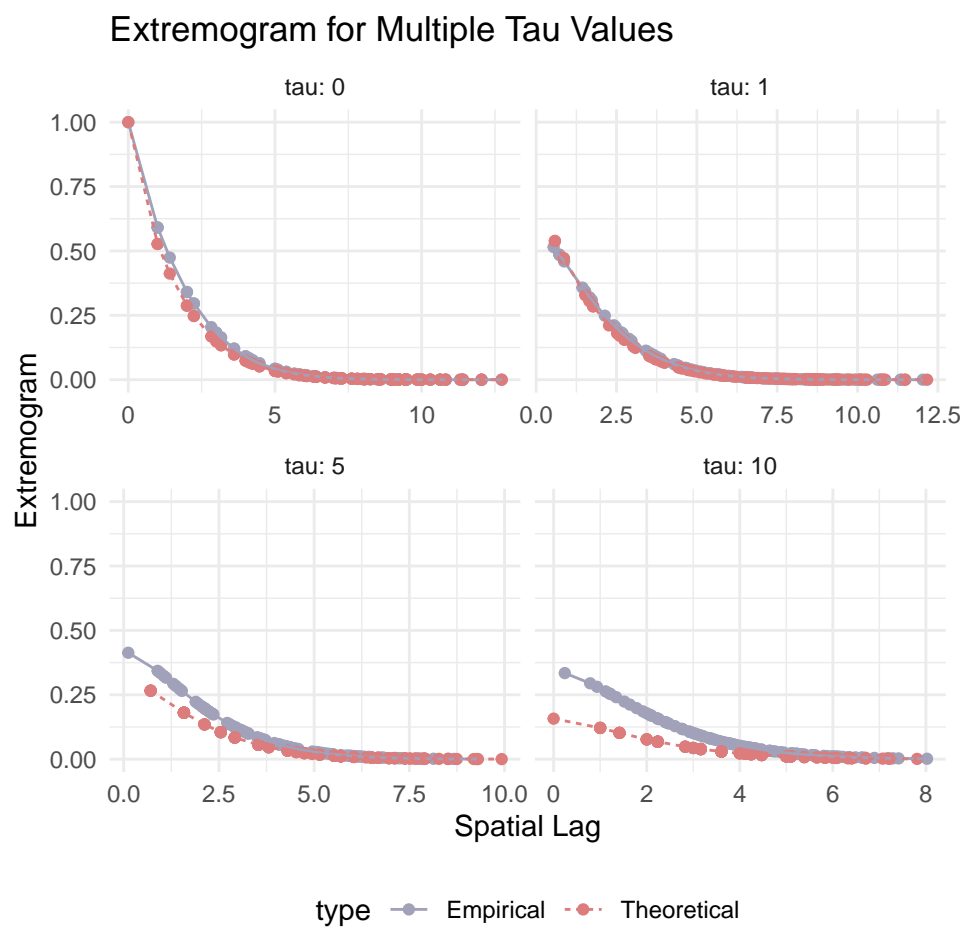 Extremogram for Multiple Tau Values
tau: 0
tau: 1
1.00
0.75
0.50
0.25
0.00
0
5
10
0.0
2.5
5.0
7.5
10.0
12.5
Extremogram
tau: 5
tau: 10
1.00
0.75
0.50
0.25
0.00
0.0
2.5
5.0
7.5
10.0
0
2
4
6
8
Spatial Lag
type
Empirical
Theoretical